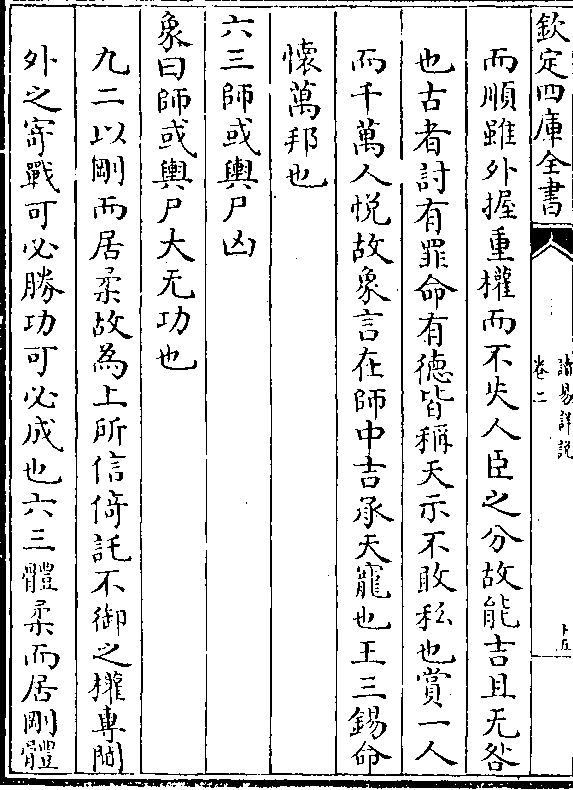 欽定四庫全書
讀易詳說
卷二
而順雖外握重權而不失人臣之分故能吉且无咎
也古者討有罪命有德皆稱天示不敢私也賞一人
而千萬人悅故象言在師中吉承天寵也王三錫命
懷萬邦也
六三師或輿尸凶
象曰師或輿尸大无功也
九二以剛而居柔故為上所信倚託不御之權專閫
外之寄戰可必勝功可必成也六三體柔而居剛體